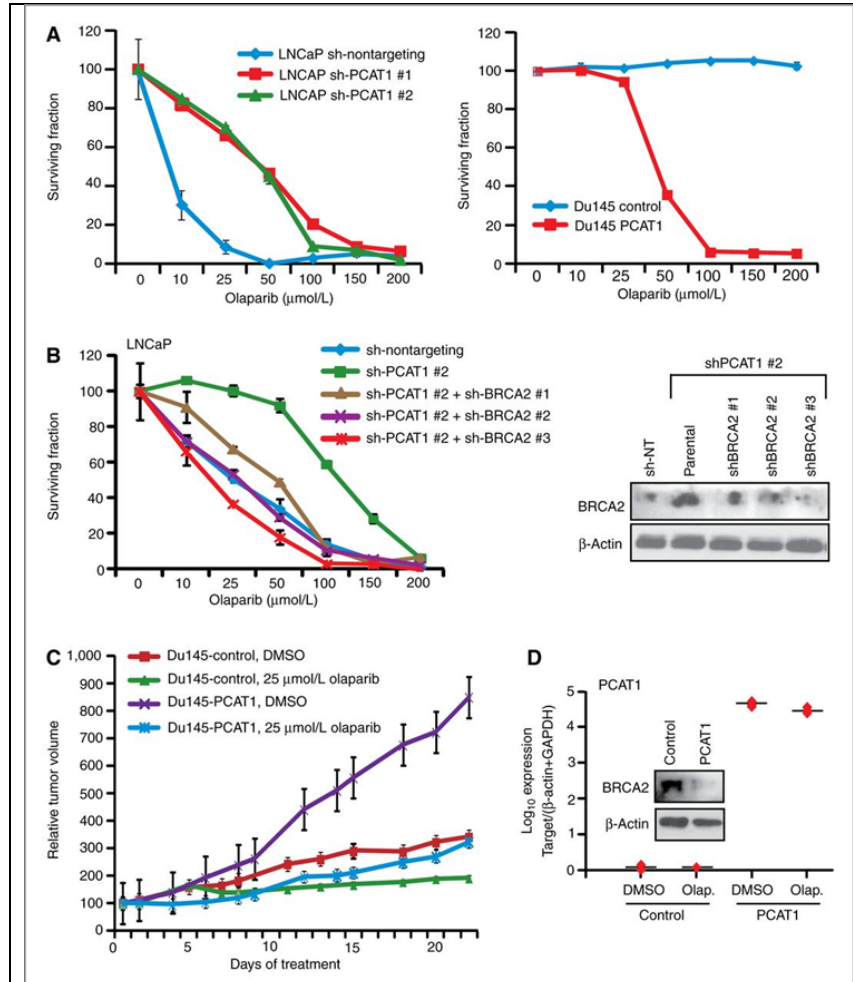 A
120
100
80
60
40
20
0
Surviving fraction
LNCaP sh-nontargeting
LNCAP sh-PCAT1 #1
LNCAP sh-PCAT1 #2
0 10 25 50 100 150 200
Olaparib (μmol/L)
120
100
80
60
40
20
0
Surviving fraction
Du145 control
Du145 PCAT1
0 10 25 50 100 150 200
Olaparib (μmol/L)
B
LNCaP
120
100
80
60
40
20
0
Surviving fraction
sh-nontargeting
sh-PCAT1 #2
sh-PCAT1 #2 + sh-BRCA2 #1
sh-PCAT1 #2 + sh-BRCA2 #2
sh-PCAT1 #2 + sh-BRCA2 #3
0 10 25 50 100 150 200
Olaparib (μmol/L)
shPCAT1 #2
sh-NT
Parental
shBRCA2 #1
shBRCA2 #2
shBRCA2 #3
BRCA2
β-Actin
C
1,000
900
800
700
600
500
400
300
200
100
0
Relative tumor volume
Du145-control, DMSO
Du145-control, 25 μmol/L olaparib
Du145-PCAT1, DMSO
Du145-PCAT1, 25 μmol/L olaparib
0 5 10 15 20
Days of treatment
D
PCAT1
5
4
3
2
1
0
Log₁₀ expression
Target/(β-actin+GAPDH)
Control
PCAT1
BRCA2
β-Actin
DMSO Olap. DMSO Olap.
Control PCAT1